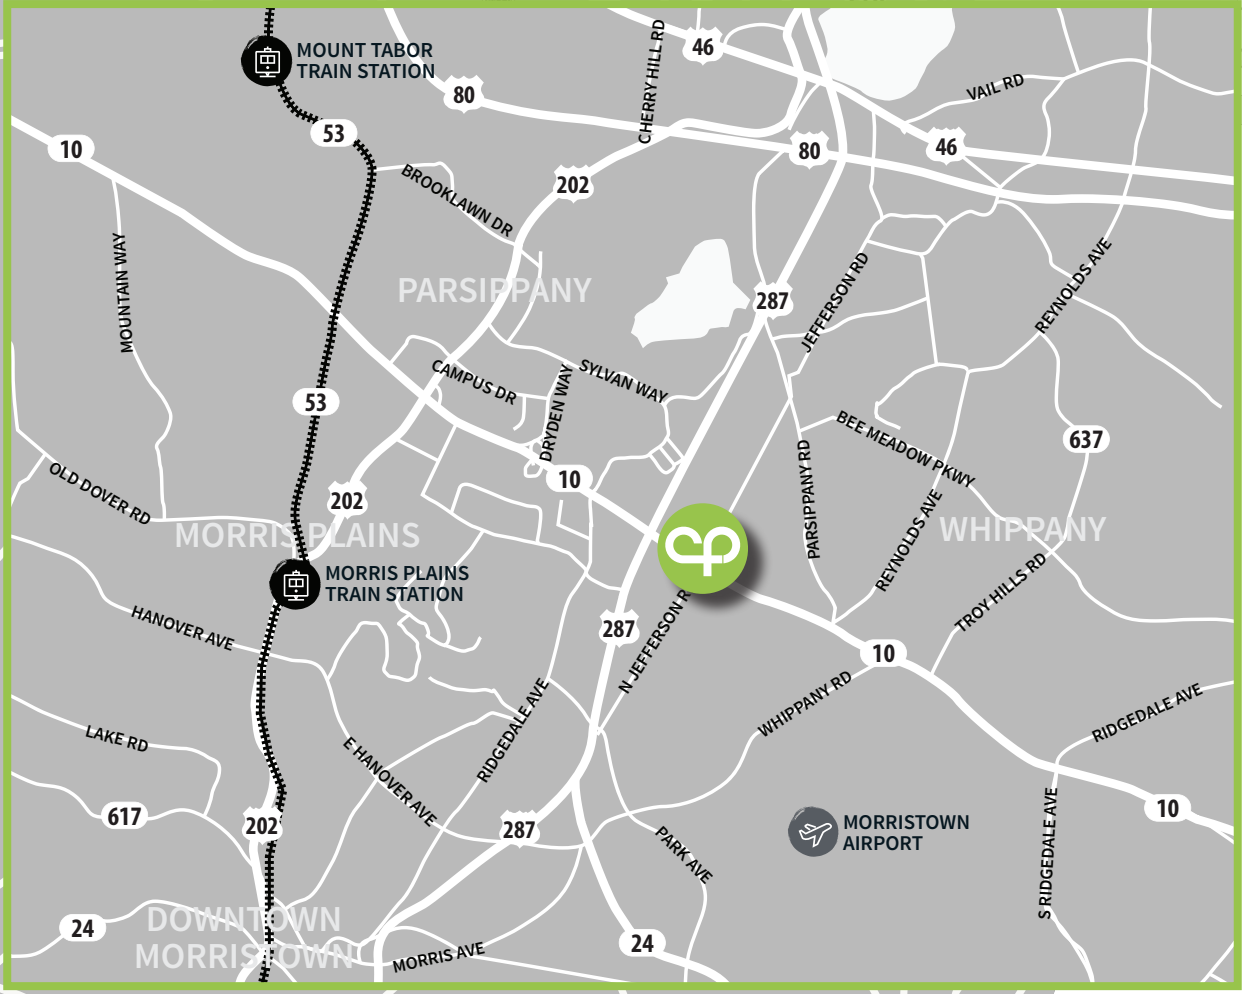 MOUNT TABOR
TRAIN STATION
46
CHERRY HILL RD
VAIL RD
80
53
10
80
46
BROOKLAWN DR
202
MOUNTAIN WAY
PARSIPPANY
287
JEFFERSON RD
REYNOLDS AVE
CAMPUS DR
SYLVAN WAY
DRYDEN WAY
53
BEE MEADOW PKWY
637
OLD DOVER RD
202
10
PARSIPPANY RD
REYNOLDS AVE
MORRIS PLAINS
WHIPPANY
cp
MORRIS PLAINS
TRAIN STATION
TROY HILLS RD
HANOVER AVE
287
N JEFFERSON R
10
WHIPPANY RD
RIDGEDALE AVE
RIDGEDALE AVE
LAKE RD
E HANOVER AVE
617
202
287
PARK AVE
MORRISTOWN
AIRPORT
S RIDGEDALE AVE
10
24
DOWNTOWN
MORRISTOWN
MORRIS AVE
24